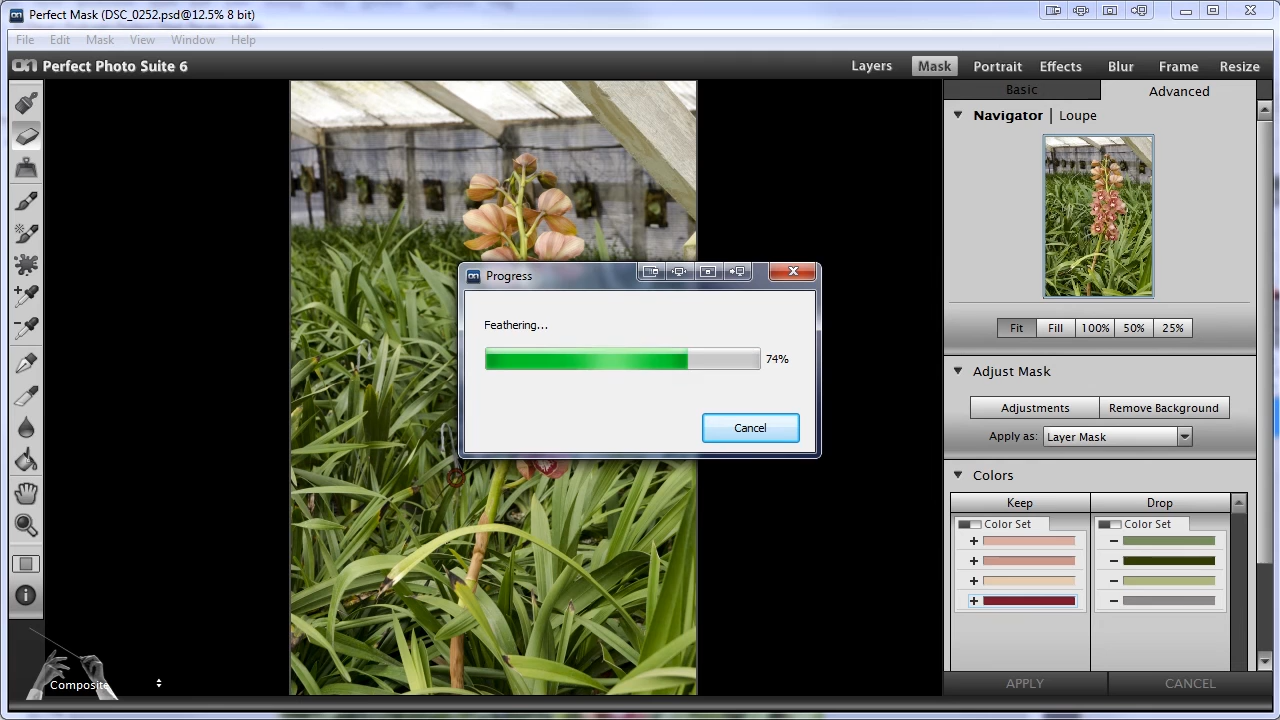 Perfect Mask (DSC_0252.psd@12.5% 8 bit)
File Edit Mask View Window Help
on Perfect Photo Suite 6
Layers Mask Portrait Effects Blur Frame Resize
Basic Advanced
Navigator | Loupe
Fit Fill 100% 50% 25%
Adjust Mask
Adjustments Remove Background
Apply as: Layer Mask
Colors
Keep Drop
Color Set Color Set
APPLY CANCEL
on Progress
Feathering...
74%
Cancel
Composite